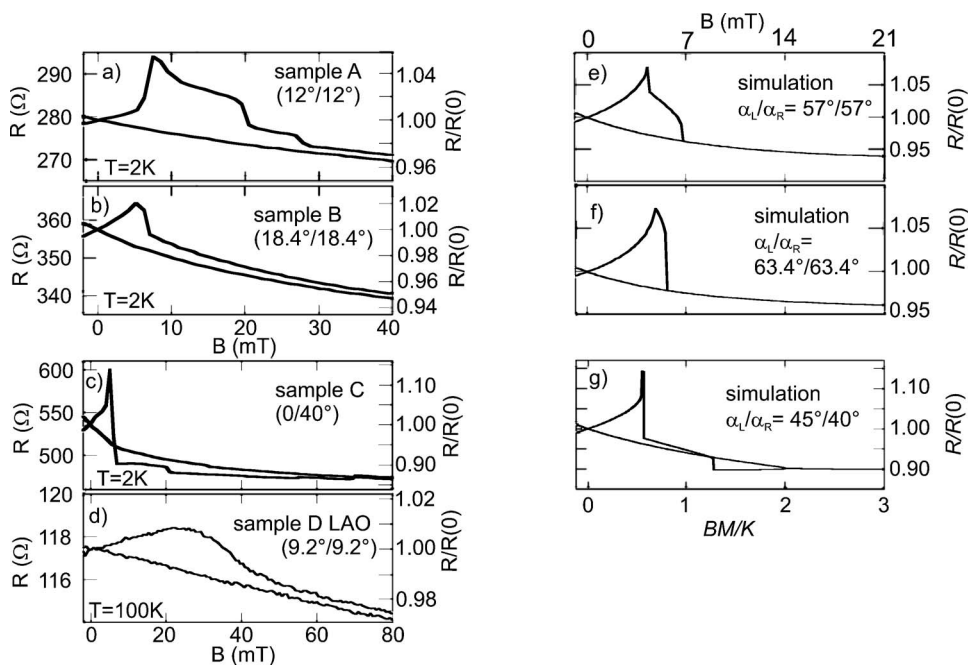 a)
sample A
(12°/12°)
T=2K
R (Ω)
290
280
270
R/R(0)
1.04
1.00
0.96
b)
sample B
(18.4°/18.4°)
T=2K
R (Ω)
360
350
340
R/R(0)
1.02
1.00
0.98
0.96
0.94
0 10 20 30 40
B (mT)
c)
sample C
(0/40°)
T=2K
R (Ω)
600
550
500
R/R(0)
1.10
1.00
0.90
d)
sample D LAO
(9.2°/9.2°)
T=100K
R (Ω)
120
118
116
R/R(0)
1.02
1.00
0.98
0 20 40 60 80
B (mT)
B (mT)
0 7 14 21
e)
simulation
αL/αR= 57°/57°
R/R(0)
1.05
1.00
0.95
f)
simulation
αL/αR=
63.4°/63.4°
R/R(0)
1.05
1.00
0.95
g)
simulation
αL/αR= 45°/40°
R/R(0)
1.10
1.00
0.90
0 1 2 3
BM/K